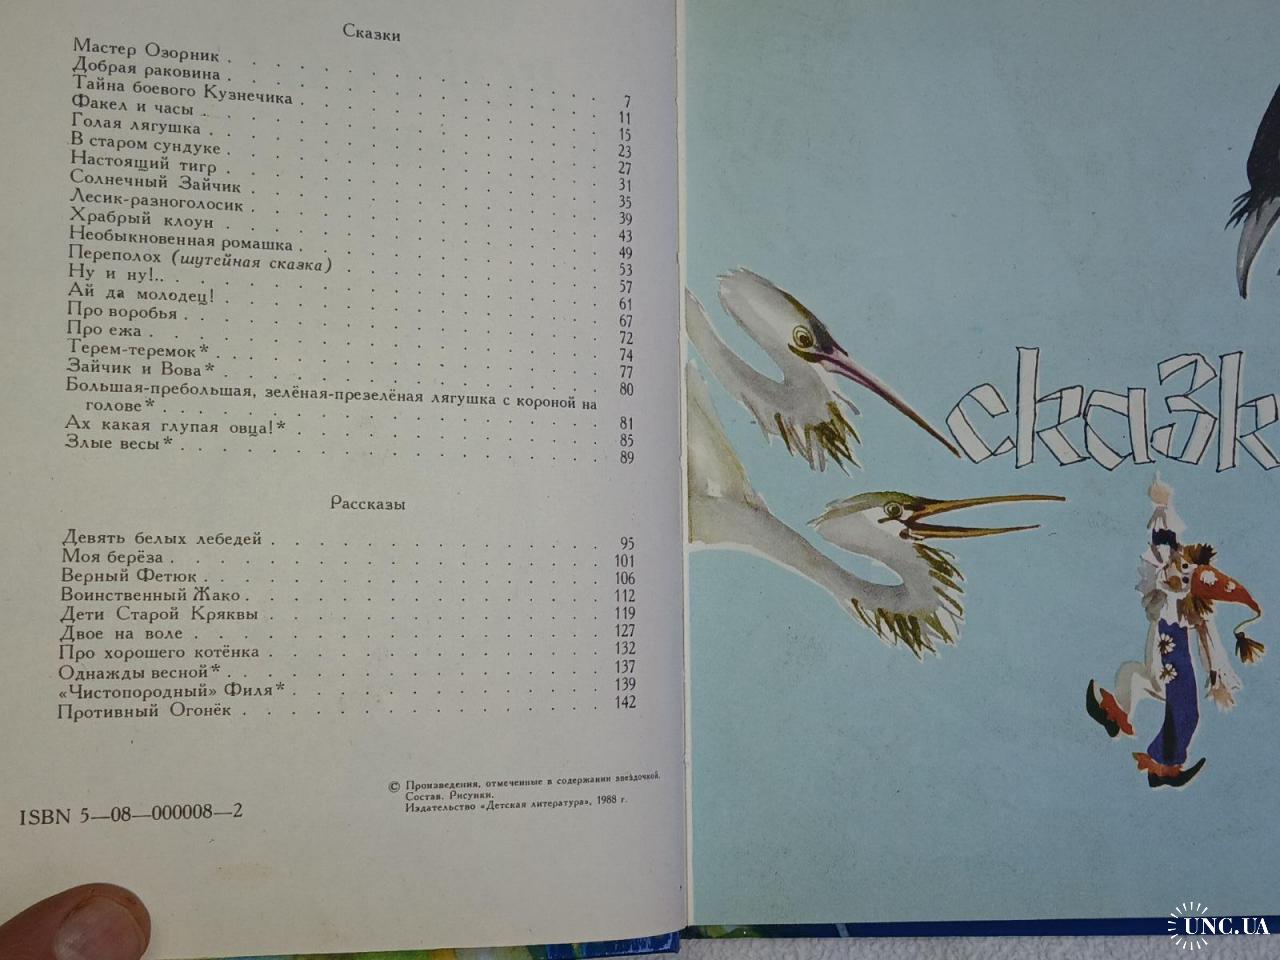 Сказки
Мастер Озорник . . . . . . . . . . . . . . . 7
Добрая раковина . . . . . . . . . . . . . . . 11
Тайна боевого Кузнечика . . . . . . . . . . . . 15
Факел и часы . . . . . . . . . . . . . . . . 23
Голая лягушка . . . . . . . . . . . . . . . . 27
В старом сундуке . . . . . . . . . . . . . . . 31
Настоящий тигр . . . . . . . . . . . . . . . 35
Солнечный Зайчик . . . . . . . . . . . . . . 39
Лесик-разноголосик . . . . . . . . . . . . . . 43
Храбрый клоун . . . . . . . . . . . . . . . 49
Необыкновенная ромашка . . . . . . . . . . . . 53
Переполох (шутейная сказка) . . . . . . . . . . . 57
Ну и ну!.. . . . . . . . . . . . . . . . . . 61
Ай да молодец! . . . . . . . . . . . . . . . 67
Про воробья . . . . . . . . . . . . . . . . 72
Про ежа . . . . . . . . . . . . . . . . . . 74
Терем-теремок* . . . . . . . . . . . . . . . 77
Зайчик и Вова* . . . . . . . . . . . . . . . 80
Большая-пребольшая, зелёная-презелёная лягушка с короной на
голове* . . . . . . . . . . . . . . . . . 81
Ах какая глупая овца!* . . . . . . . . . . . . 85
Злые весы* . . . . . . . . . . . . . . . . . 89
Рассказы
Девять белых лебедей . . . . . . . . . . . . . 95
Моя берёза . . . . . . . . . . . . . . . . . 101
Верный Фетюк . . . . . . . . . . . . . . . . 106
Воинственный Жако . . . . . . . . . . . . . . 112
Дети Старой Кряквы . . . . . . . . . . . . . 119
Двое на воле . . . . . . . . . . . . . . . . 127
Про хорошего котёнка . . . . . . . . . . . . . 132
Однажды весной* . . . . . . . . . . . . . . . 137
«Чистопородный» Филя* . . . . . . . . . . . . 139
Противный Огонёк . . . . . . . . . . . . . . 142
© Произведения, отмеченные в содержании звездочкой.
Состав. Рисунки.
Издательство «Детская литература», 1988 г.
ISBN 5—08—000008—2
сказк
UNC.UA